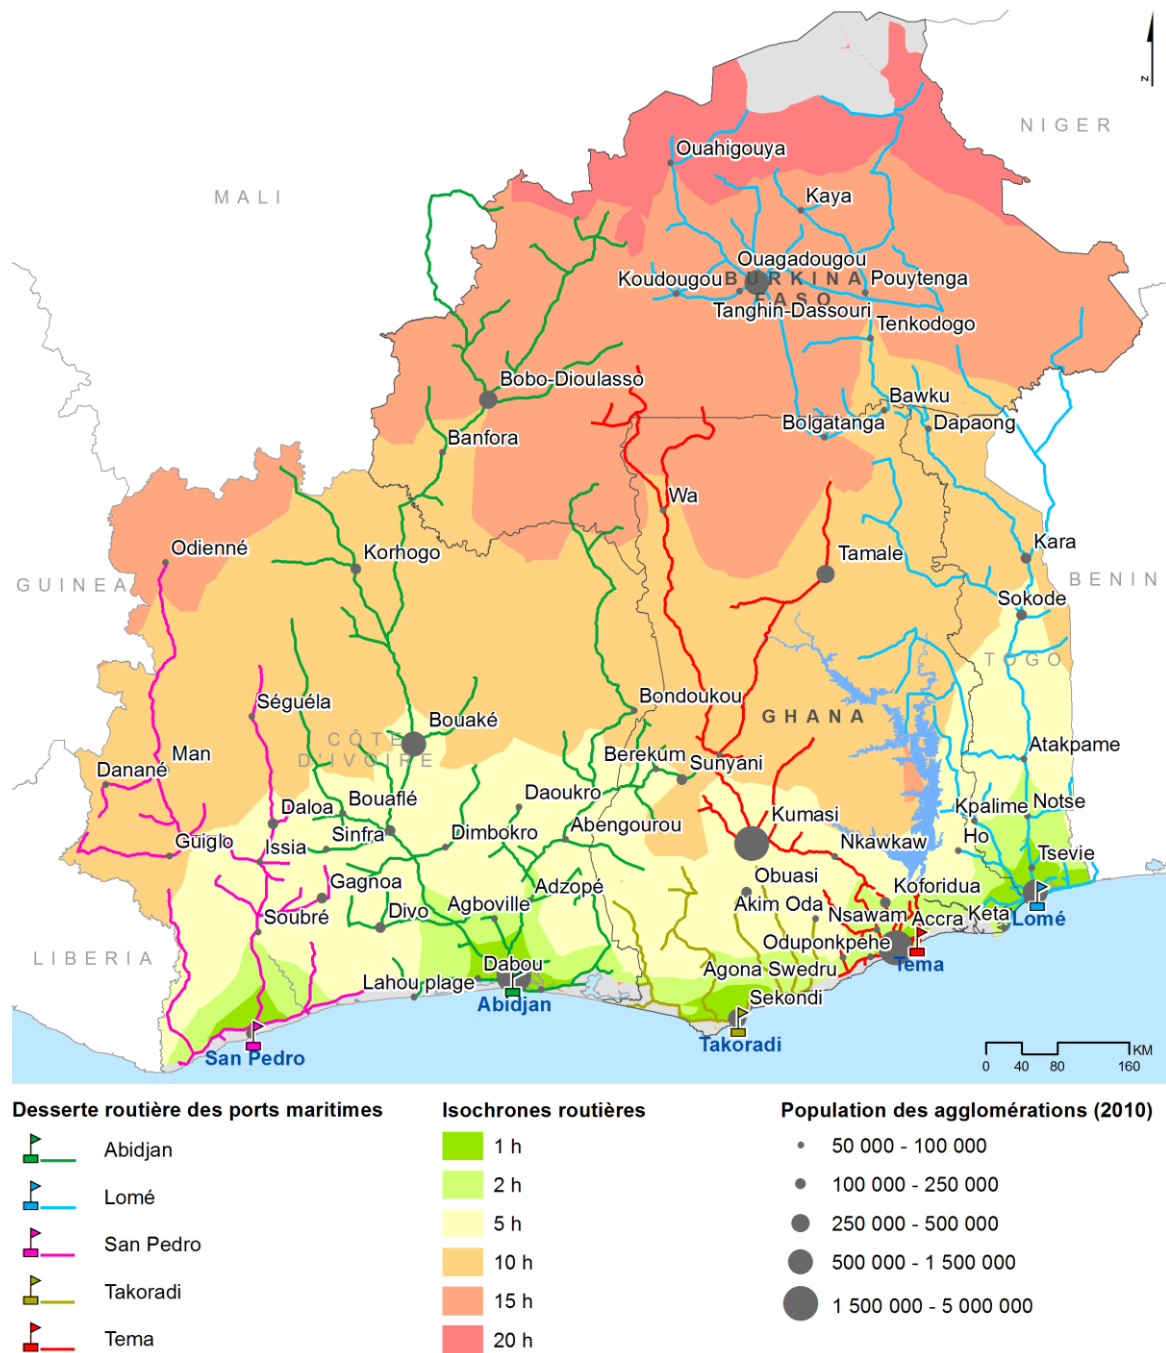 z
NIGER
MALI
Ouahigouya
Kaya
Ouagadougou
Koudougou
BURKINA
FASO
Pouytenga
Tanghin-Dassouri
Tenkodogo
Bobo-Dioulasso
Bawku
Bolgatanga
Dapaong
Banfora
Wa
Odienné
Korhogo
Tamale
Kara
GUINEA
BENIN
Sokode
TOGO
Séguéla
Bondoukou
Bouaké
GHANA
CÔTE
D'IVOIRE
Man
Berekum
Sunyani
Atakpame
Danané
Daloa
Bouaflé
Daoukro
Kpalime
Notse
Guiglo
Issia
Sinfra
Dimbokro
Abengourou
Kumasi
Nkawkaw
Ho
Tsevie
Gagnoa
Adzopé
Obuasi
Koforidua
Soubré
Divo
Agboville
Akim Oda
Nsawam
Accra
Keta
Lomé
LIBERIA
Oduponkpehe
Dabou
Lahou plage
Agona Swedru
Tema
Abidjan
Sekondi
San Pedro
Takoradi
KM
0 40 80 160
Desserte routière des ports maritimes
Abidjan
Lomé
San Pedro
Takoradi
Tema
Isochrones routières
1 h
2 h
5 h
10 h
15 h
20 h
Population des agglomérations (2010)
50 000 - 100 000
100 000 - 250 000
250 000 - 500 000
500 000 - 1 500 000
1 500 000 - 5 000 000